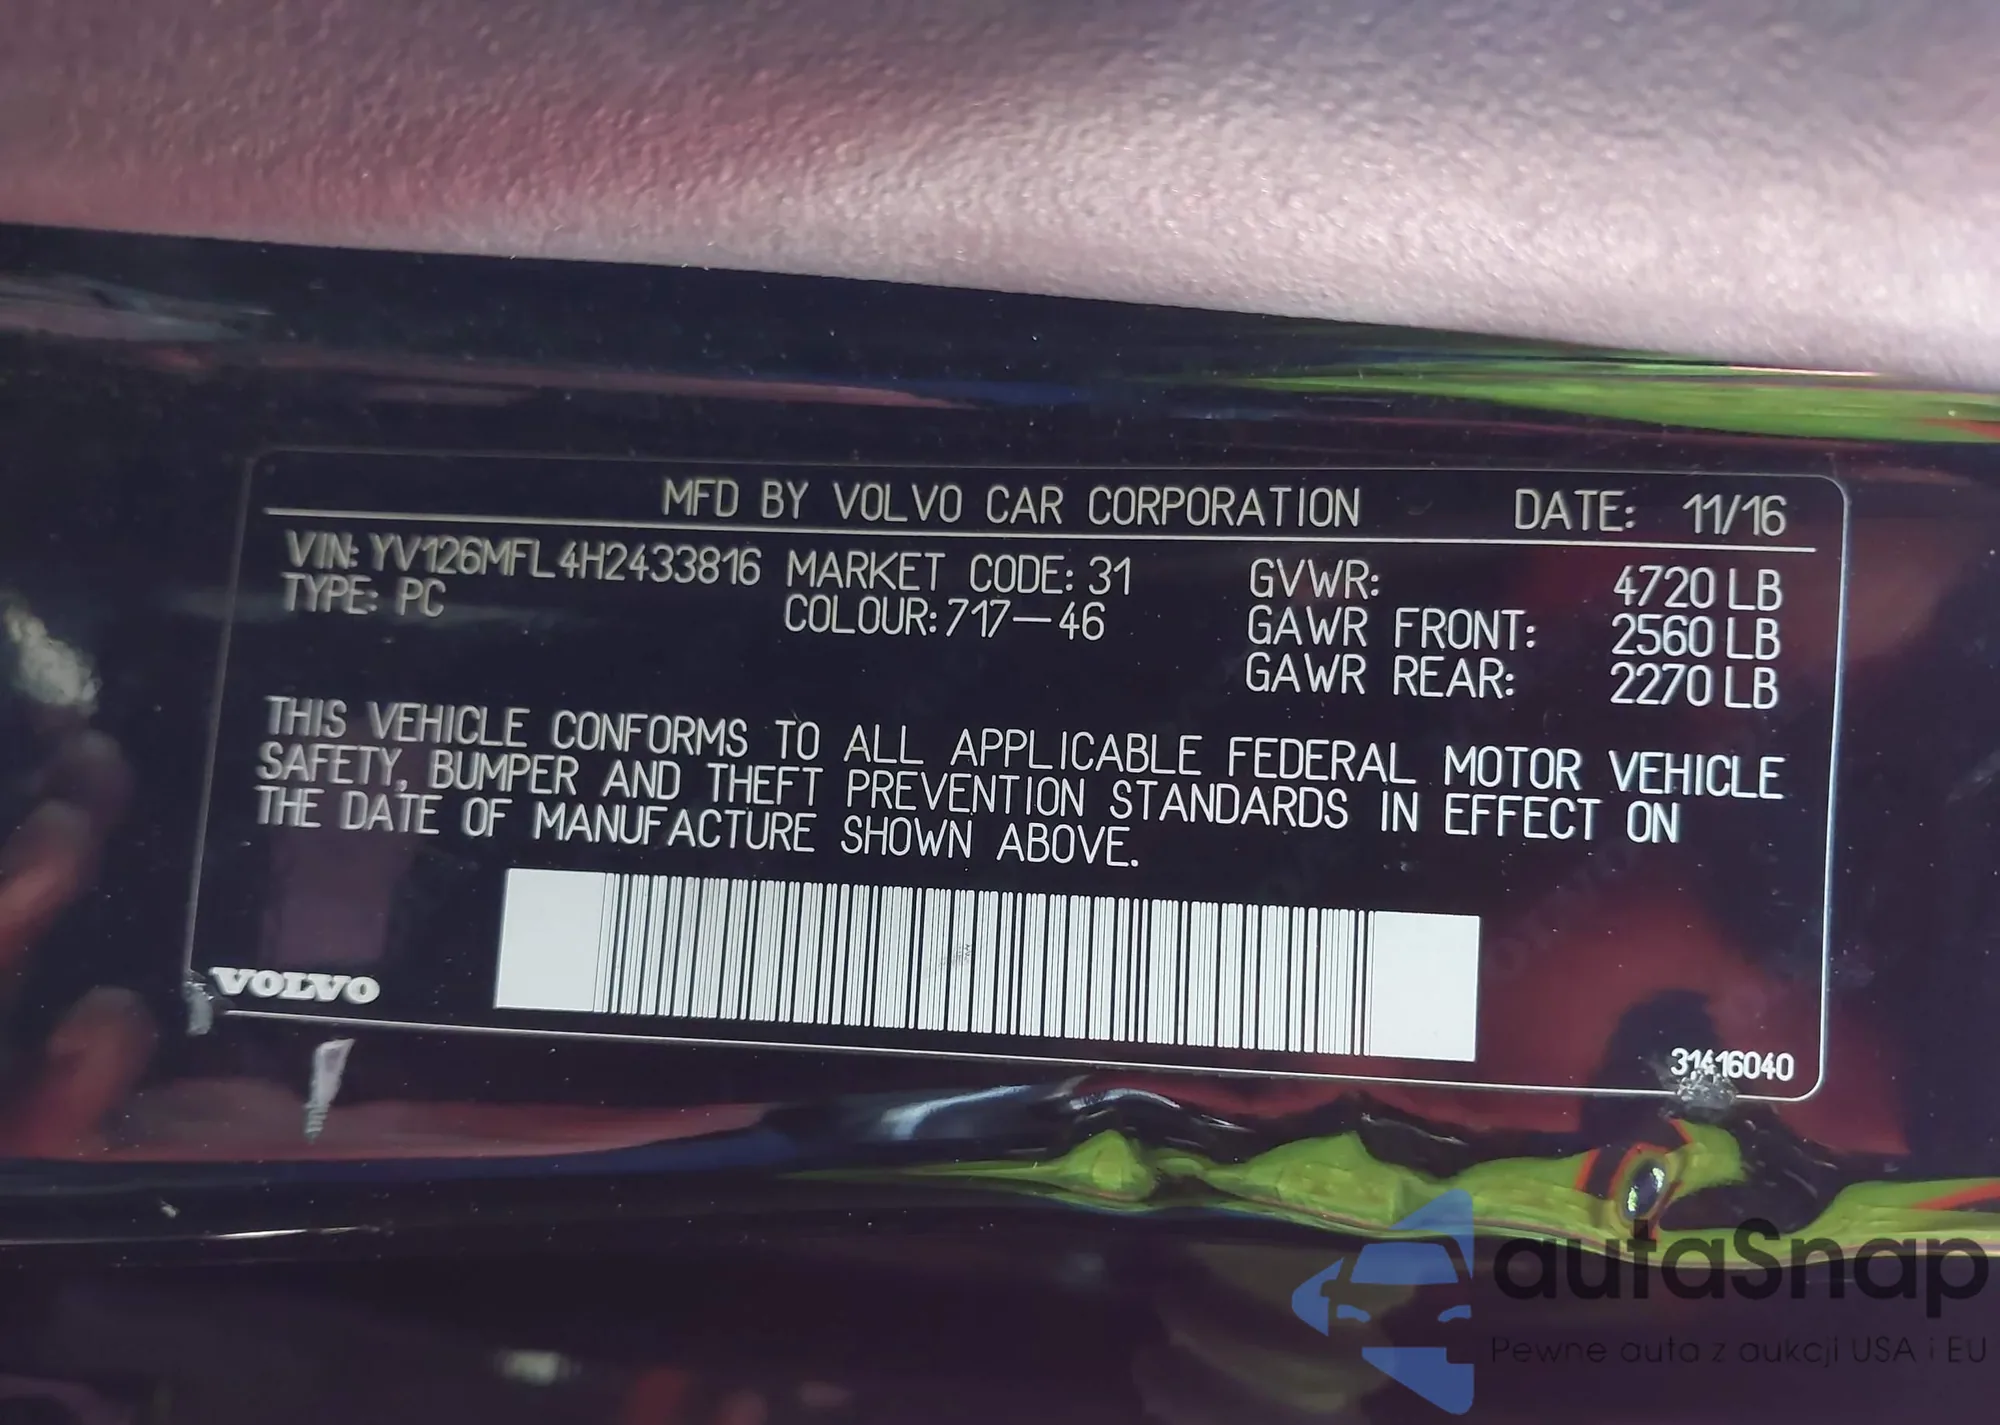 MFD BY VOLVO CAR CORPORATION DATE: 11/16
VIN: YV126MFL4H2433816 MARKET CODE: 31 GVWR: 4720 LB
TYPE: PC COLOUR: 717-46 GAWR FRONT: 2560 LB
GAWR REAR: 2270 LB
THIS VEHICLE CONFORMS TO ALL APPLICABLE FEDERAL MOTOR VEHICLE
SAFETY, BUMPER AND THEFT PREVENTION STANDARDS IN EFFECT ON
THE DATE OF MANUFACTURE SHOWN ABOVE.
VOLVO
31416040
autaSnap
Pewne auta z aukcji USA i EU